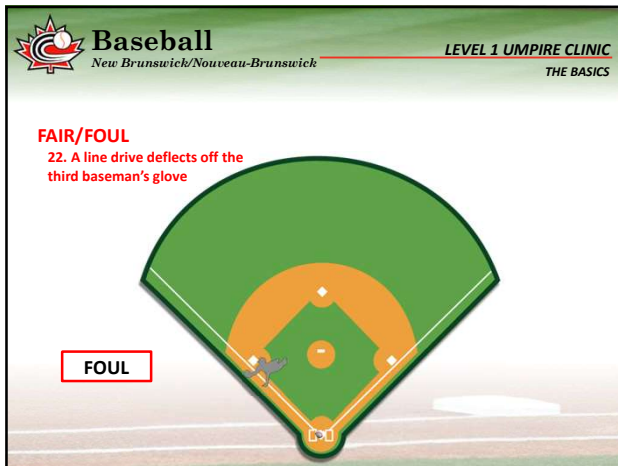 Baseball
New Brunswick/Nouveau-Brunswick
LEVEL 1 UMPIRE CLINIC
THE BASICS
FAIR/FOUL
22. A line drive deflects off the
third baseman's glove
FOUL